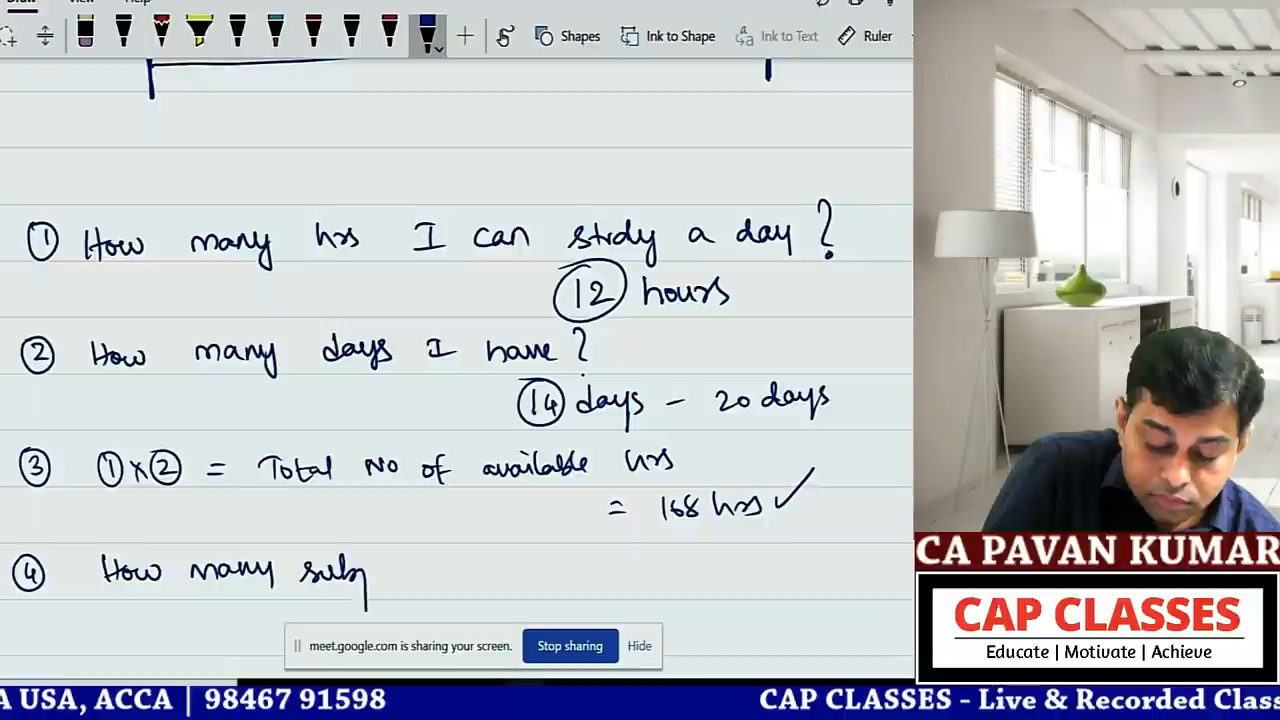 Shapes
Ink to Shape
Ink to Text
Ruler
① How many hrs I can study a day?
12 hours
② How many days I have?
14 days - 20 days
③ ①x② = Total No of available hrs
= 168 hrs ✓
④ How many subj
meet.google.com is sharing your screen.
Stop sharing
Hide
CA PAVAN KUMAR
CAP CLASSES
Educate | Motivate | Achieve
A USA, ACCA | 98467 91598
CAP CLASSES - Live & Recorded Class